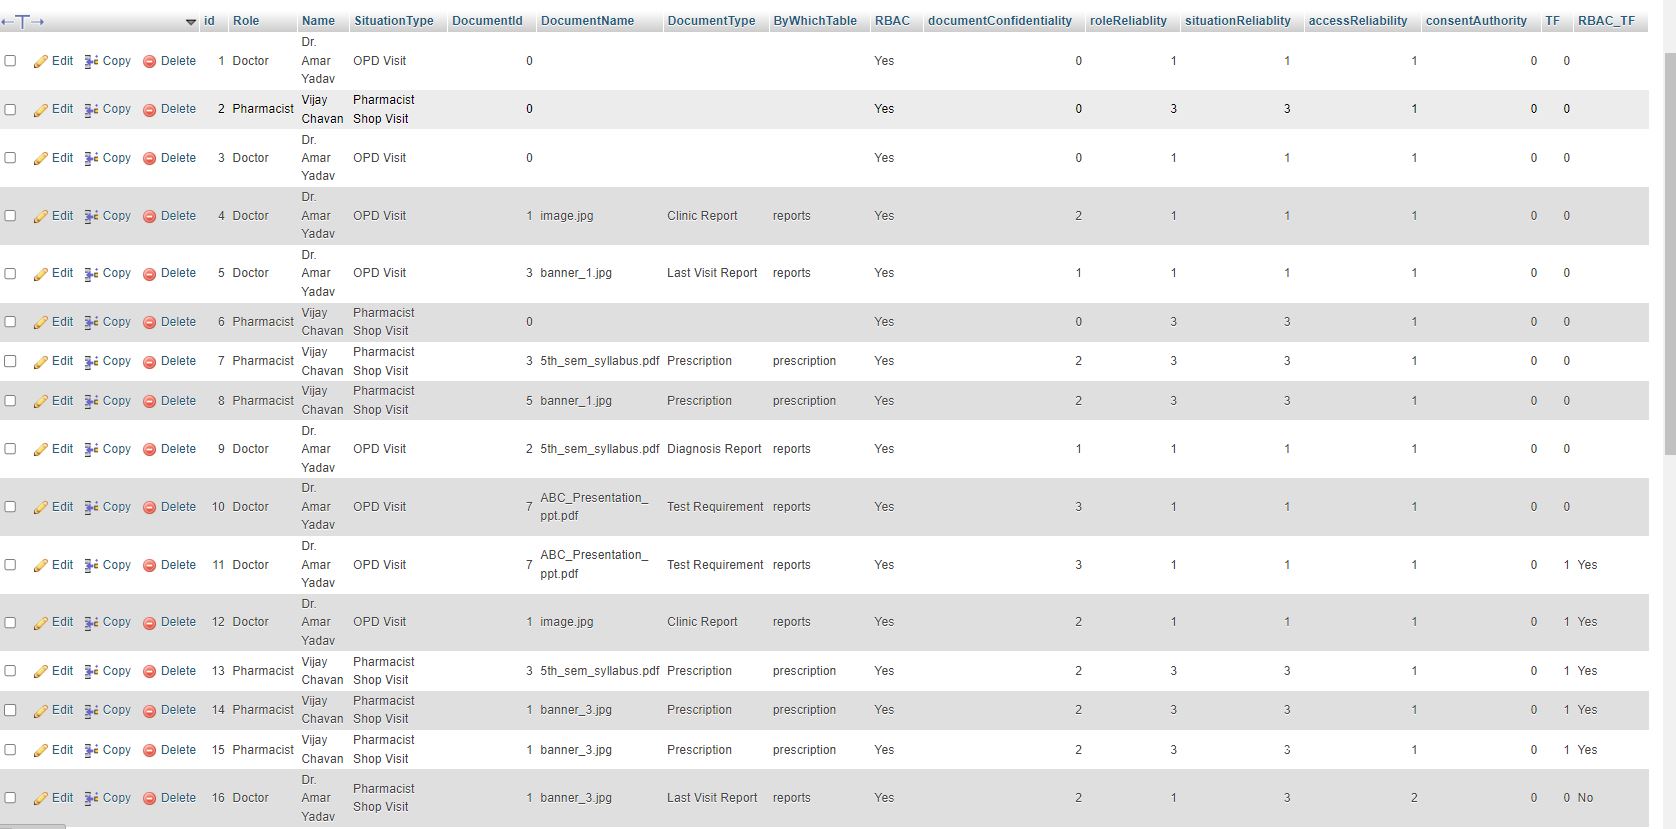 id Role Name SituationType DocumentId DocumentName DocumentType ByWhichTable RBAC documentConfidentiality roleReliablity situationReliablity accessReliability consentAuthority TF RBAC_TF
Edit Copy Delete 1 Doctor Dr. Amar Yadav OPD Visit 0 Yes 0 1 1 1 0 0
Edit Copy Delete 2 Pharmacist Vijay Chavan Pharmacist Shop Visit 0 Yes 0 3 3 1 0 0
Edit Copy Delete 3 Doctor Dr. Amar Yadav OPD Visit 0 Yes 0 1 1 1 0 0
Edit Copy Delete 4 Doctor Dr. Amar Yadav OPD Visit 1 image.jpg Clinic Report reports Yes 2 1 1 1 0 0
Edit Copy Delete 5 Doctor Dr. Amar Yadav OPD Visit 3 banner_1.jpg Last Visit Report reports Yes 1 1 1 1 0 0
Edit Copy Delete 6 Pharmacist Vijay Chavan Pharmacist Shop Visit 0 Yes 0 3 3 1 0 0
Edit Copy Delete 7 Pharmacist Vijay Chavan Pharmacist Shop Visit 3 5th_sem_syllabus.pdf Prescription prescription Yes 2 3 3 1 0 0
Edit Copy Delete 8 Pharmacist Vijay Chavan Pharmacist Shop Visit 5 banner_1.jpg Prescription prescription Yes 2 3 3 1 0 0
Edit Copy Delete 9 Doctor Dr. Amar Yadav OPD Visit 2 5th_sem_syllabus.pdf Diagnosis Report reports Yes 1 1 1 1 0 0
Edit Copy Delete 10 Doctor Dr. Amar Yadav OPD Visit 7 ABC_Presentation_ppt.pdf Test Requirement reports Yes 3 1 1 1 0 0
Edit Copy Delete 11 Doctor Dr. Amar Yadav OPD Visit 7 ABC_Presentation_ppt.pdf Test Requirement reports Yes 3 1 1 1 0 1 Yes
Edit Copy Delete 12 Doctor Dr. Amar Yadav OPD Visit 1 image.jpg Clinic Report reports Yes 2 1 1 1 0 1 Yes
Edit Copy Delete 13 Pharmacist Vijay Chavan Pharmacist Shop Visit 3 5th_sem_syllabus.pdf Prescription prescription Yes 2 3 3 1 0 1 Yes
Edit Copy Delete 14 Pharmacist Vijay Chavan Pharmacist Shop Visit 1 banner_3.jpg Prescription prescription Yes 2 3 3 1 0 1 Yes
Edit Copy Delete 15 Pharmacist Vijay Chavan Pharmacist Shop Visit 1 banner_3.jpg Prescription prescription Yes 2 3 3 1 0 1 Yes
Edit Copy Delete 16 Doctor Dr. Amar Yadav Pharmacist Shop Visit 1 banner_3.jpg Last Visit Report reports Yes 2 1 3 2 0 0 No